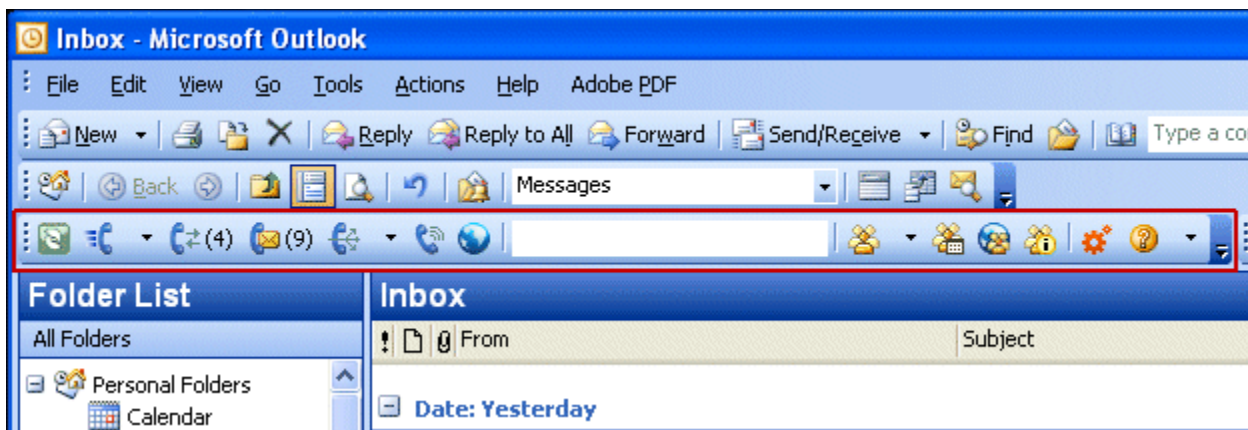 Inbox - Microsoft Outlook
File Edit View Go Tools Actions Help Adobe PDF
New Reply Reply to All Forward Send/Receive Find Type a co
Back Messages
(4) (9)
Folder List Inbox
All Folders ! From Subject
Personal Folders
Calendar Date: Yesterday